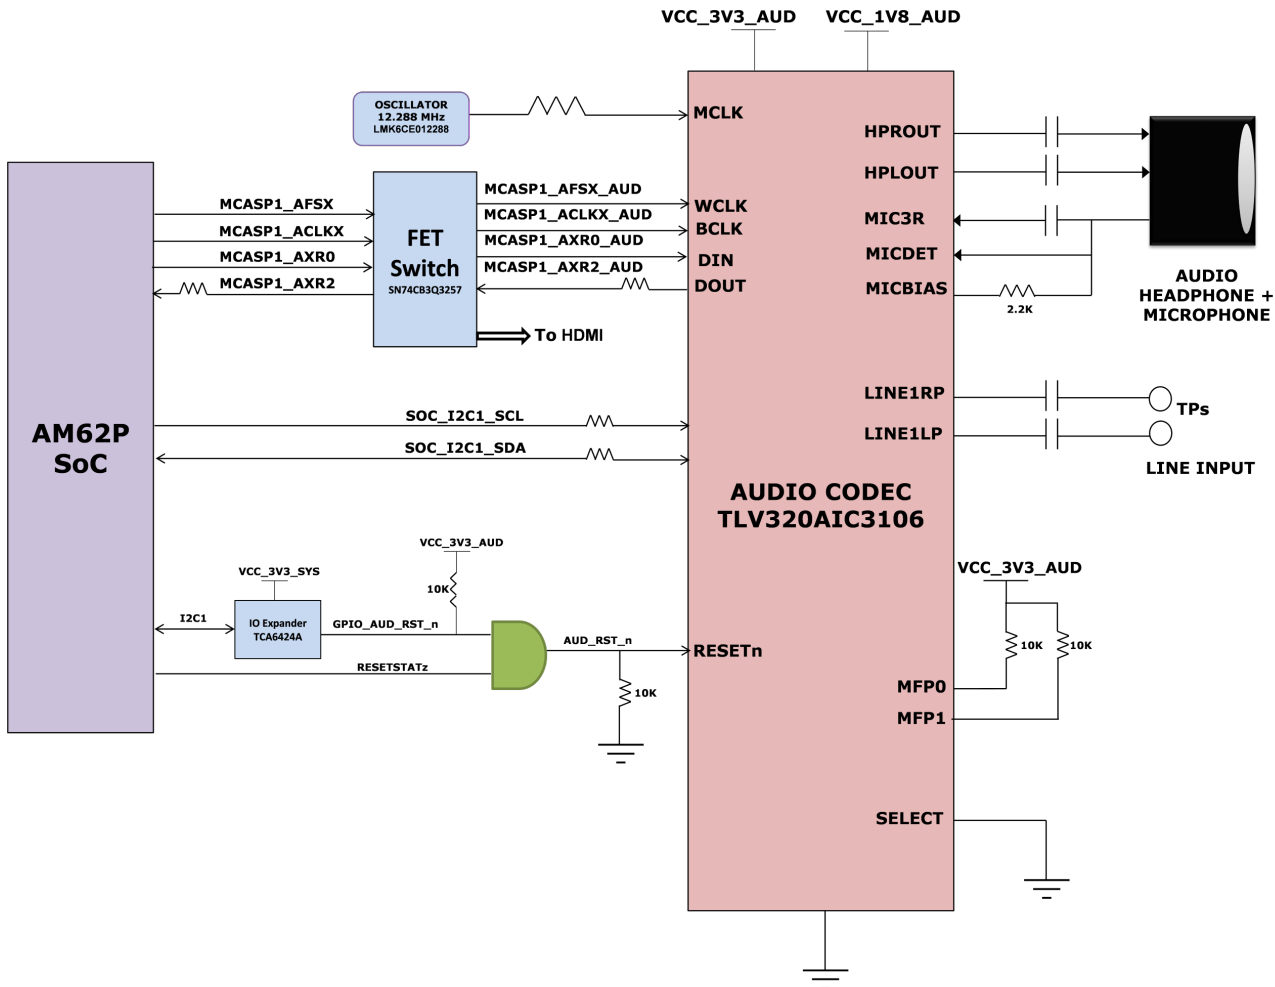 VCC_3V3_AUD
VCC_1V8_AUD
OSCILLATOR
12.288 MHz
LMK6CE012288
MCLK
HPROUT
HPLOUT
MIC3R
MICDET
MICBIAS
2.2K
AUDIO
HEADPHONE +
MICROPHONE
MCASP1_AFSX
MCASP1_ACLKX
MCASP1_AXR0
MCASP1_AXR2
FET
Switch
SN74CB3Q3257
MCASP1_AFSX_AUD
MCASP1_ACLKX_AUD
MCASP1_AXR0_AUD
MCASP1_AXR2_AUD
WCLK
BCLK
DIN
DOUT
To HDMI
LINE1RP
LINE1LP
TPs
LINE INPUT
AM62P
SoC
SOC_I2C1_SCL
SOC_I2C1_SDA
AUDIO CODEC
TLV320AIC3106
VCC_3V3_AUD
10K
VCC_3V3_SYS
I2C1
IO Expander
TCA6424A
GPIO_AUD_RST_n
RESETSTATz
AUD_RST_n
10K
RESETn
VCC_3V3_AUD
10K
10K
MFP0
MFP1
SELECT